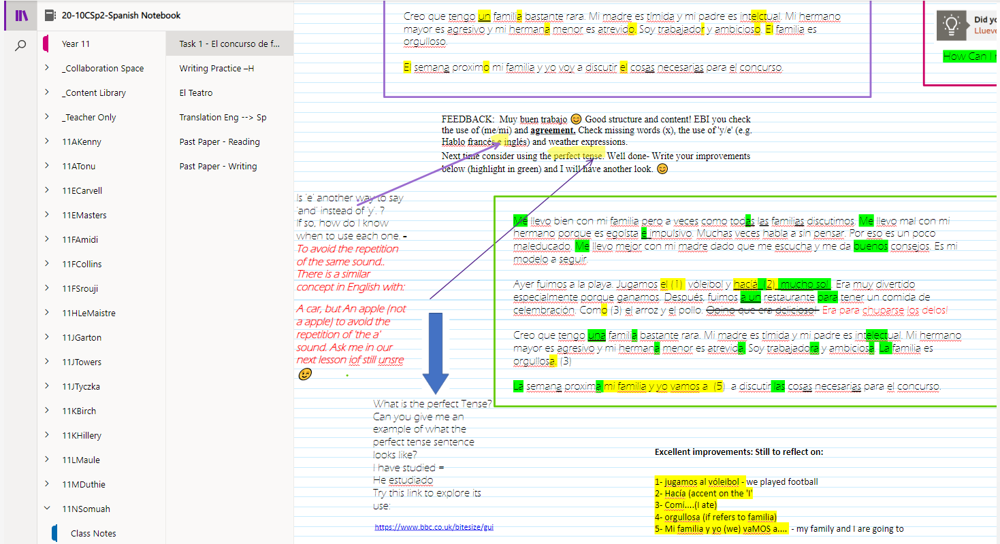 20-10CSp2-Spanish Notebook
Year 11
_Collaboration Space
_Content Library
_Teacher Only
11AKenny
11ATonu
11ECarvell
11EMasters
11FAmidi
11FCollins
11FSrouji
11HLeMaistre
11JGarton
11JTowers
11JTyczka
11KBirch
11KHillery
11LMaule
11MDuthie
11NSomuah
Class Notes
Task 1 - El concurso de f...
Writing Practice –H
El Teatro
Translation Eng --> Sp
Past Paper - Reading
Past Paper - Writing
Creo que tengo un familia bastante rara. Mi madre es tímida y mi padre es intelctual. Mi hermano
mayor es agresivo y mi hermana menor es atrevido. Soy trabajador y ambicioso. El familia es
orgulloso.
El semana proximo mi familia y yo voy a discutir el cosas necesarias para el concurso.
Did yo
Llueve
How Can I r
FEEDBACK: Muy buen trabajo 😊 Good structure and content! EBI you check
the use of (me/mi) and agreement. Check missing words (x), the use of 'y/e' (e.g.
Hablo francés e inglés) and weather expressions.
Next time consider using the perfect tense. Well done- Write your improvements
below (highlight in green) and I will have another look. 😊
Is 'e' another way to say
'and' instead of 'y'. ?
If so, how do I know
when to use each one. -
To avoid the repetition
of the same sound..
There is a similar
concept in English with:
A car, but An apple (not
a apple) to avoid the
repetition of 'the a'
sound. Ask me in our
next lesson iof still unsre
😉
Me llevo bien con mi familia pero a veces como todas las familias discutimos. Me llevo mal con mi
hermano porque es egoísta e impulsivo. Muchas veces habla a sin pensar. Por eso es un poco
maleducado. Me llevo mejor con mi madre dado que me escucha y me da buenos consejos. Es mi
modelo a seguir.
Ayer fuimos a la playa. Jugamos el (1) vóleibol y hacíá (2) mucho sol. Era muy divertido
especialmente porque ganamos. Después, fuimos a un restaurante para tener un comida de
celembración. Como (3) el arroz y el pollo. Opino que era delicioso! Era para chuparse los delos!
Creo que tengo una familia bastante rara. Mi madre es tímida y mi padre es intelectual. Mi hermano
mayor es agresivo y mi hermana menor es atrevida. Soy trabajadora y ambiciosa. La familia es
orgullosa. (3)
La semana proxima mi familia y yo vamos a (5) a discutir las cosas necesarias para el concurso.
What is the perfect Tense?
Can you give me an
example of what the
perfect tense sentence
looks like?
I have studied =
He estudiado
Try this link to explore its
use:
https://www.bbc.co.uk/bitesize/gui
Excellent improvements: Still to reflect on:
1- jugamos al vóleibol - we played football
2- Hacía (accent on the 'I'
3- Comi....(I ate)
4- orgullosa (if refers to familia)
5- Mi familia y yo (we) vaMOS a.... - my family and I are going to